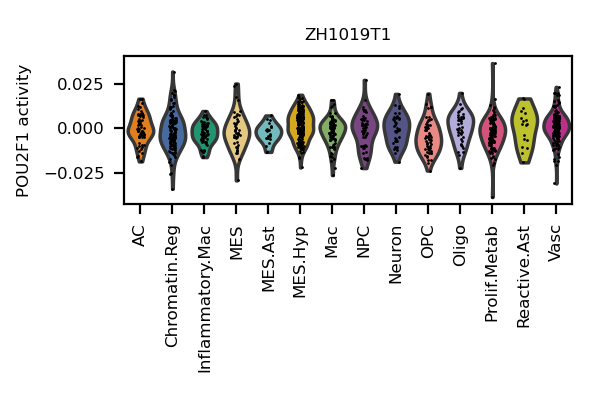 ZH1019T1
POU2F1 activity
0.025
0.000
−0.025
AC
Chromatin.Reg
Inflammatory.Mac
MES
MES.Ast
MES.Hyp
Mac
NPC
Neuron
OPC
Oligo
Prolif.Metab
Reactive.Ast
Vasc